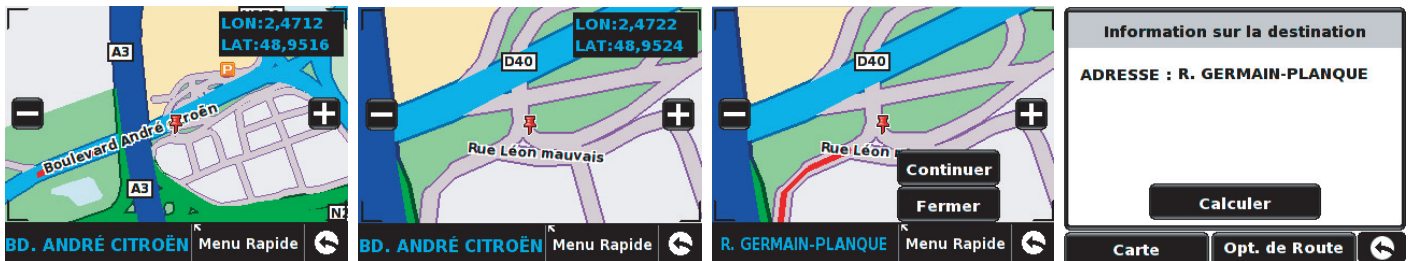 LON:2,4712
LAT:48,9516
A3
P
Boulevard André Citroën
A3
BD. ANDRÉ CITROËN
Menu Rapide
LON:2,4722
LAT:48,9524
D40
Rue Léon mauvais
BD. ANDRÉ CITROËN
Menu Rapide
D40
Rue Léon
Continuer
Fermer
R. GERMAIN-PLANQUE
Menu Rapide
Information sur la destination
ADRESSE : R. GERMAIN-PLANQUE
Calculer
Carte
Opt. de Route